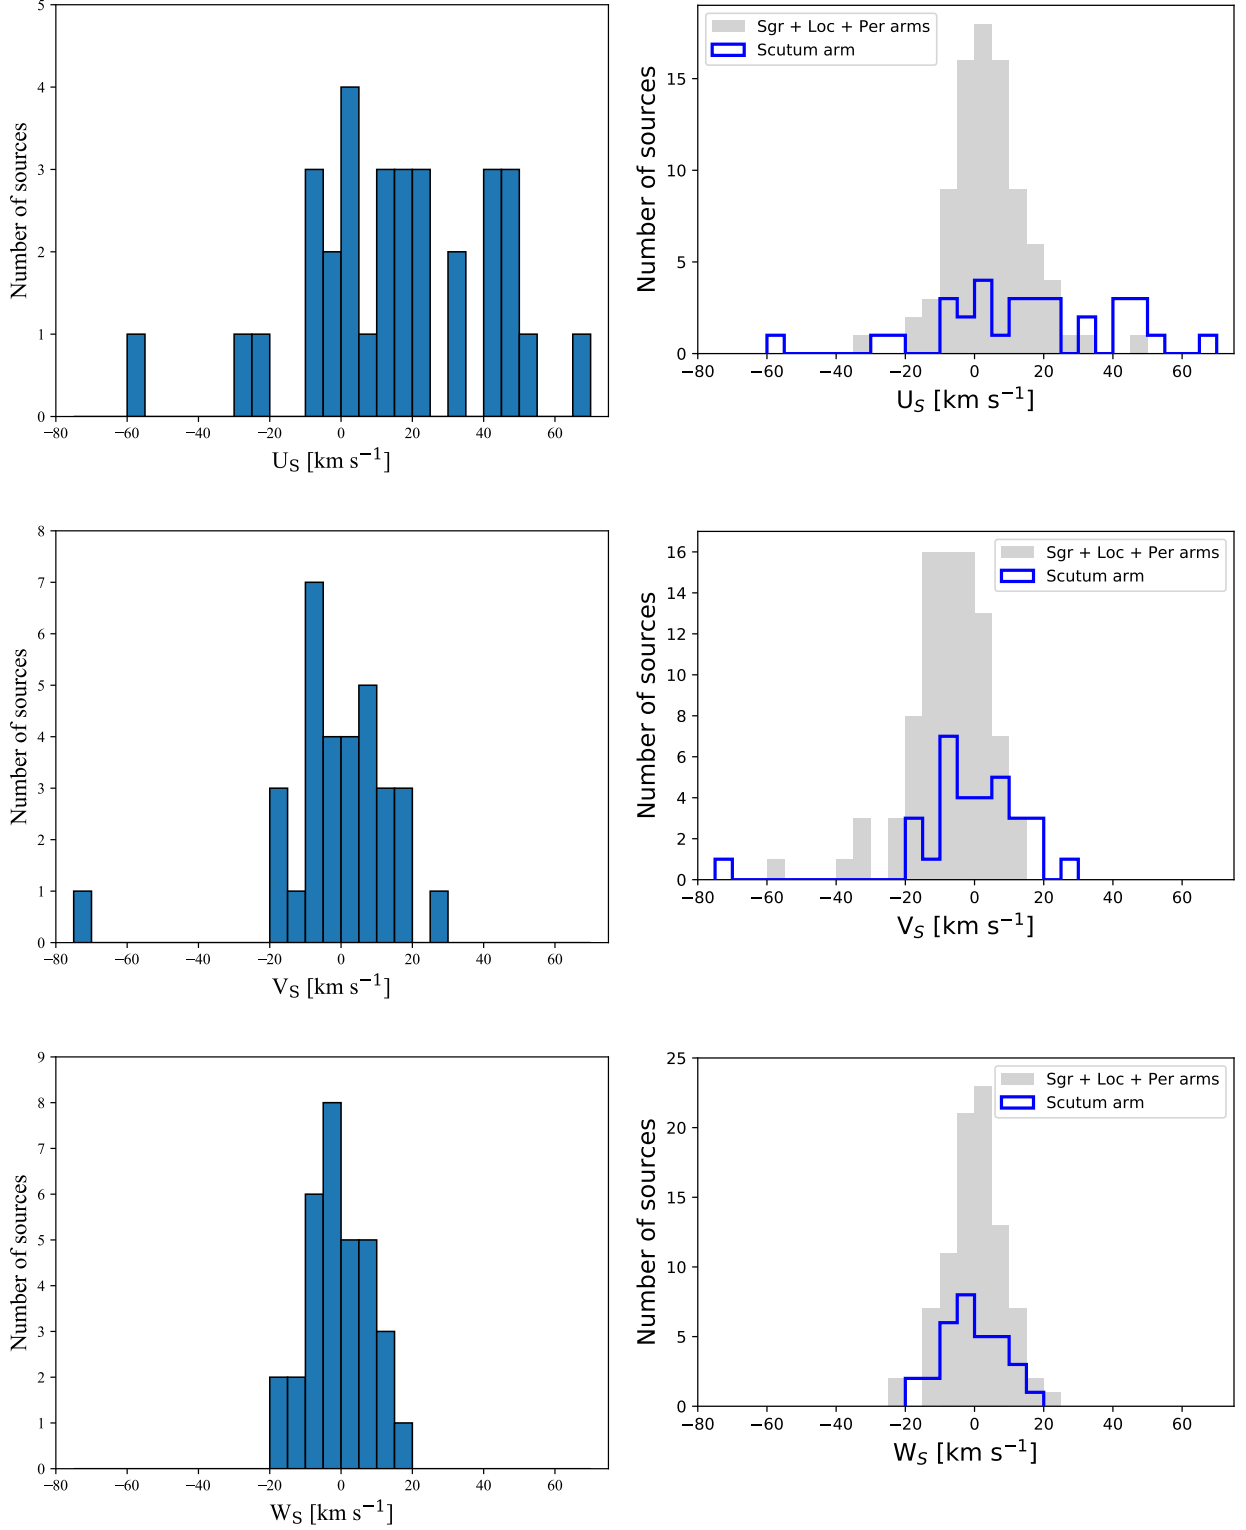 5
4
3
2
1
0
Number of sources
−80 −60 −40 −20 0 20 40 60
U_S [km s⁻¹]
Sgr + Loc + Per arms
Scutum arm
15
10
5
0
Number of sources
−80 −60 −40 −20 0 20 40 60
U_S [km s⁻¹]
8
7
6
5
4
3
2
1
0
Number of sources
−80 −60 −40 −20 0 20 40 60
V_S [km s⁻¹]
Sgr + Loc + Per arms
Scutum arm
16
14
12
10
8
6
4
2
0
Number of sources
−80 −60 −40 −20 0 20 40 60
V_S [km s⁻¹]
9
8
7
6
5
4
3
2
1
0
Number of sources
−80 −60 −40 −20 0 20 40 60
W_S [km s⁻¹]
Sgr + Loc + Per arms
Scutum arm
25
20
15
10
5
0
Number of sources
−80 −60 −40 −20 0 20 40 60
W_S [km s⁻¹]